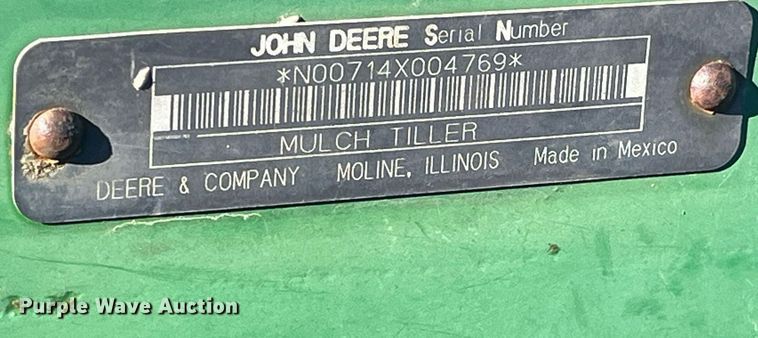 JOHN DEERE Serial Number
*N00714X004769*
MULCH TILLER
DEERE & COMPANY MOLINE, ILLINOIS Made in Mexico
Purple Wave Auction